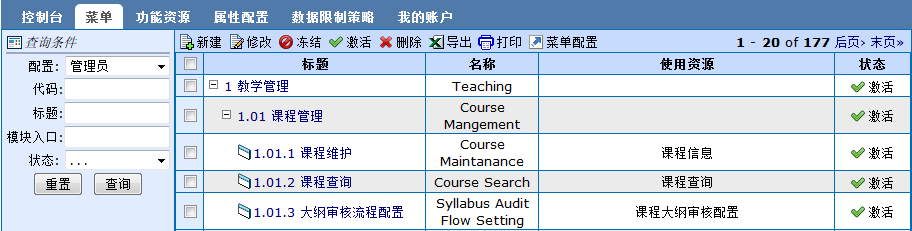 控制台 菜单 功能资源 属性配置 数据限制策略 我的账户
查询条件
配置: 管理员
代码:
标题:
模块入口:
状态: ...
重置 查询
新建 修改 冻结 激活 删除 导出 打印 菜单配置 1 - 20 of 177 后页› 末页»
标题 名称 使用资源 状态
1 教学管理 Teaching 激活
1.01 课程管理 Course Mangement 激活
1.01.1 课程维护 Course Maintanance 课程信息 激活
1.01.2 课程查询 Course Search 课程查询 激活
1.01.3 大纲审核流程配置 Syllabus Audit Flow Setting 课程大纲审核配置 激活